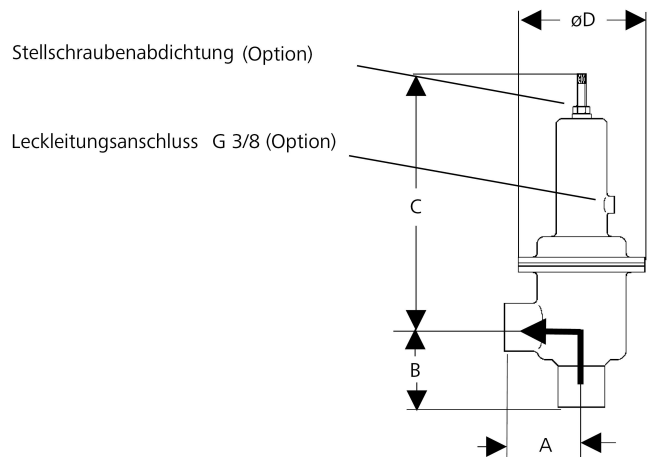 øD
Stellschraubenabdichtung (Option)
Leckleitungsanschluss G 3/8 (Option)
C
B
A